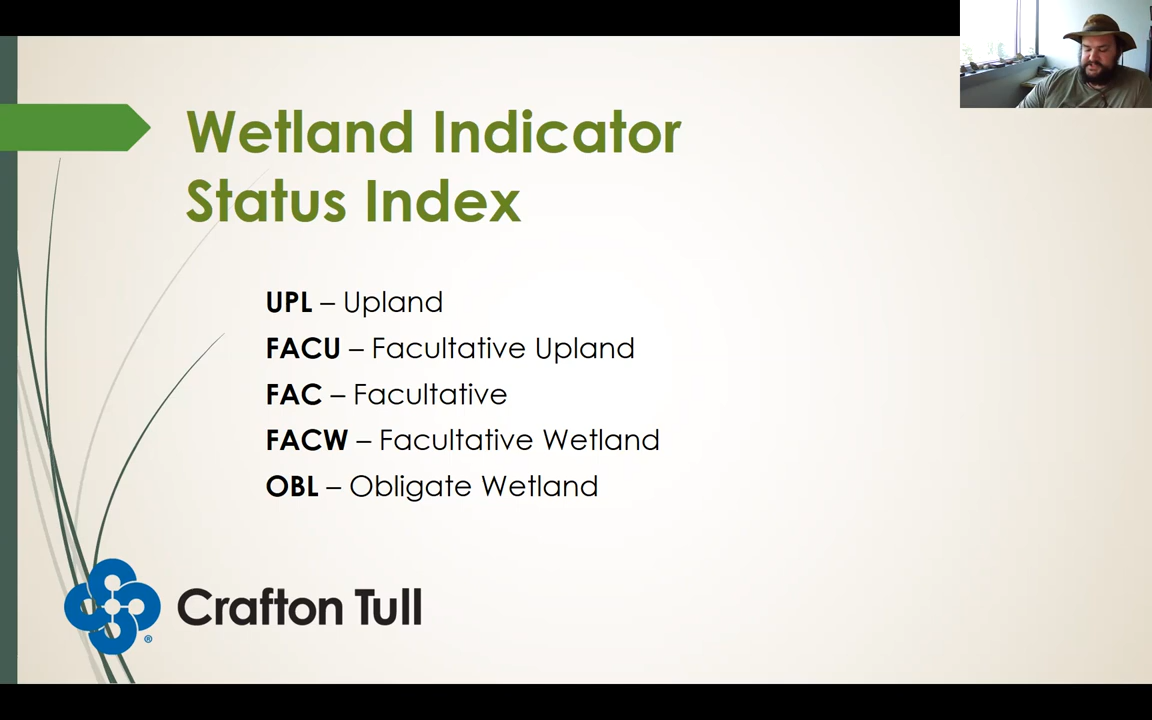 Wetland Indicator
Status Index
UPL – Upland
FACU – Facultative Upland
FAC – Facultative
FACW – Facultative Wetland
OBL – Obligate Wetland
Crafton Tull
®